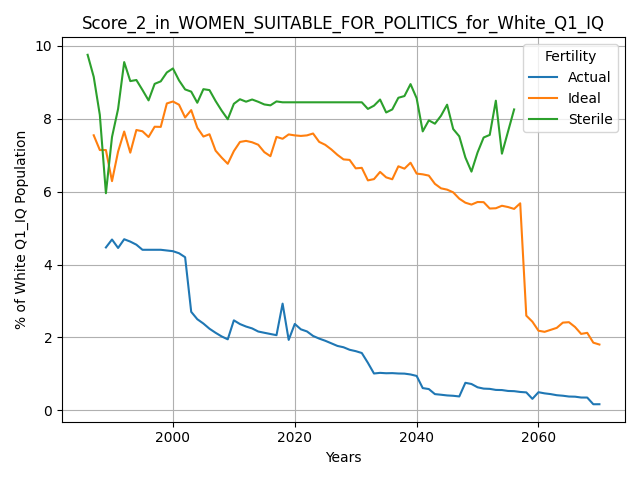 Score_2_in_WOMEN_SUITABLE_FOR_POLITICS_for_White_Q1_IQ
% of White Q1_IQ Population
10
8
6
4
2
0
Fertility
Actual
Ideal
Sterile
2000
2020
2040
2060
Years